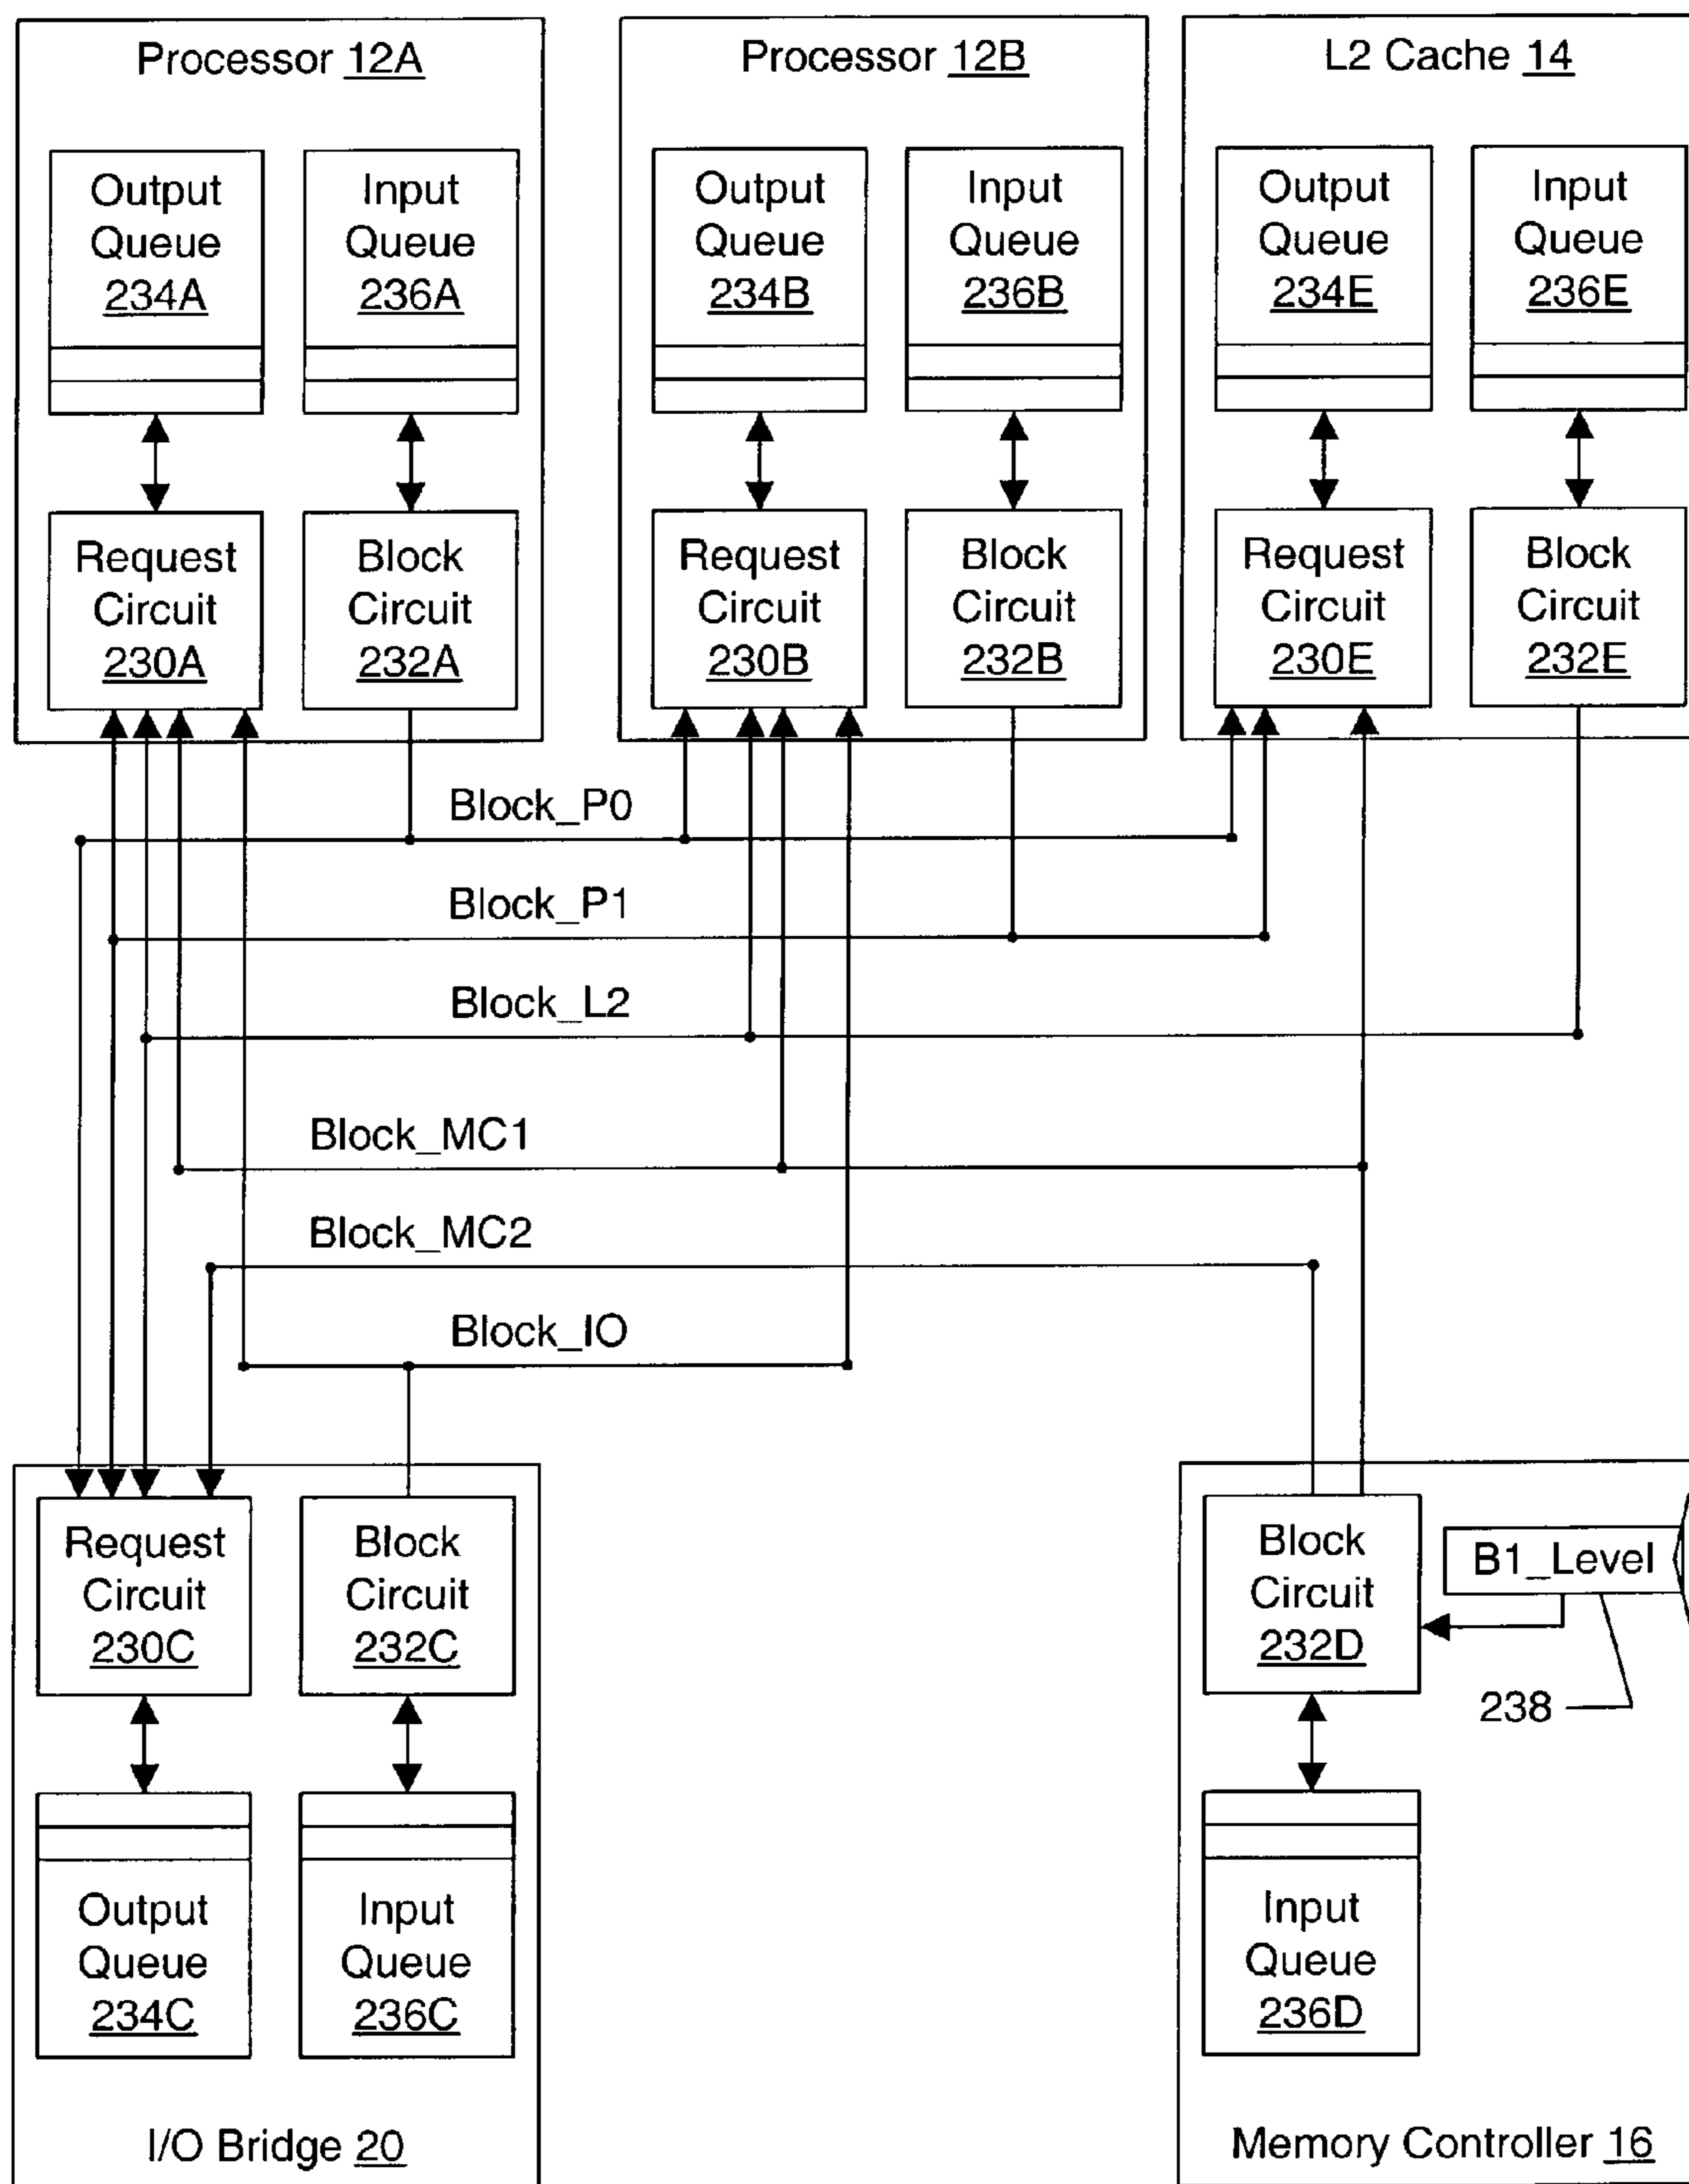 Processor 12A
Output
Queue
234A
Input
Queue
236A
Request
Circuit
230A
Block
Circuit
232A
Processor 12B
Output
Queue
234B
Input
Queue
236B
Request
Circuit
230B
Block
Circuit
232B
L2 Cache 14
Output
Queue
234E
Input
Queue
236E
Request
Circuit
230E
Block
Circuit
232E
Block_P0
Block_P1
Block_L2
Block_MC1
Block_MC2
Block_IO
Request
Circuit
230C
Block
Circuit
232C
Output
Queue
234C
Input
Queue
236C
I/O Bridge 20
Block
Circuit
232D
B1_Level
238
Input
Queue
236D
Memory Controller 16